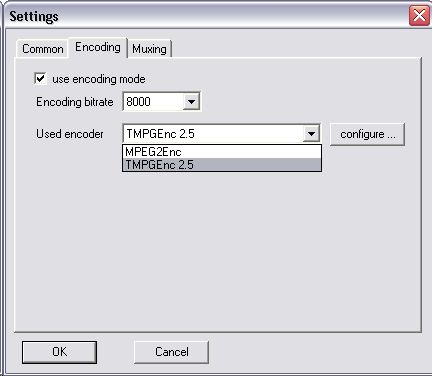 Settings
Common Encoding Muxing
use encoding mode
Encoding bitrate 8000
Used encoder TMPGEnc 2.5 configure ...
MPEG2Enc
TMPGEnc 2.5
OK Cancel